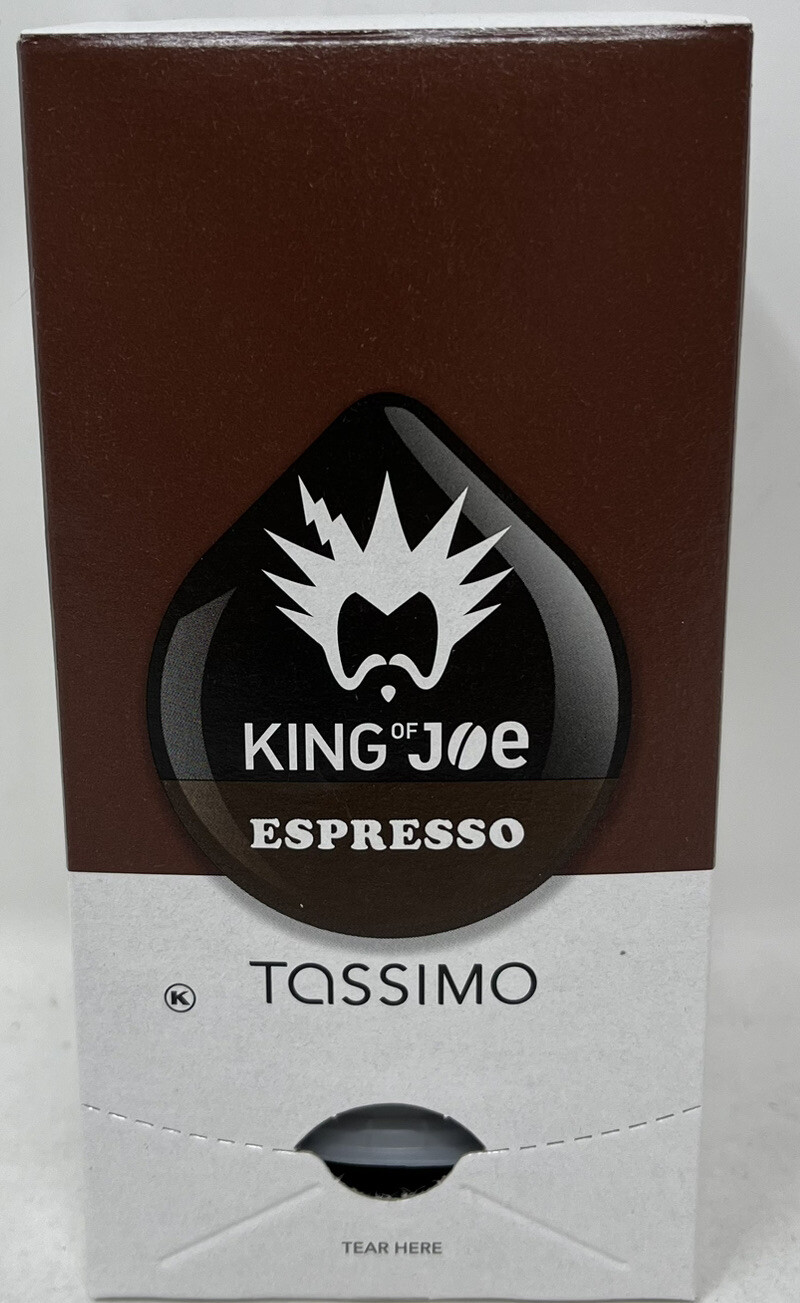 KING OF Joe
ESPRESSO
TASSIMO
K
TEAR HERE